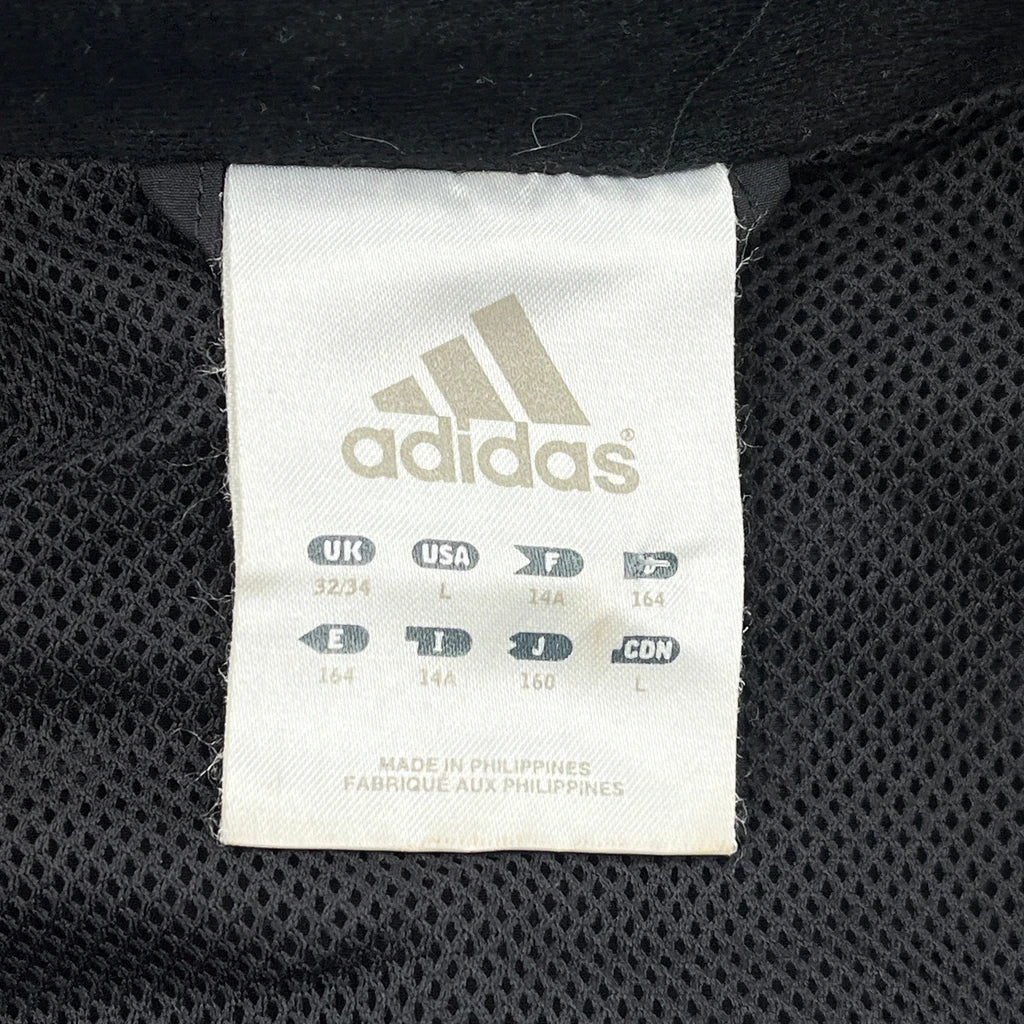 adidas®
UK USA F
32/34 L 14A 164
E I J CDN
164 14A 160 L
MADE IN PHILIPPINES
FABRIQUÉ AUX PHILIPPINES